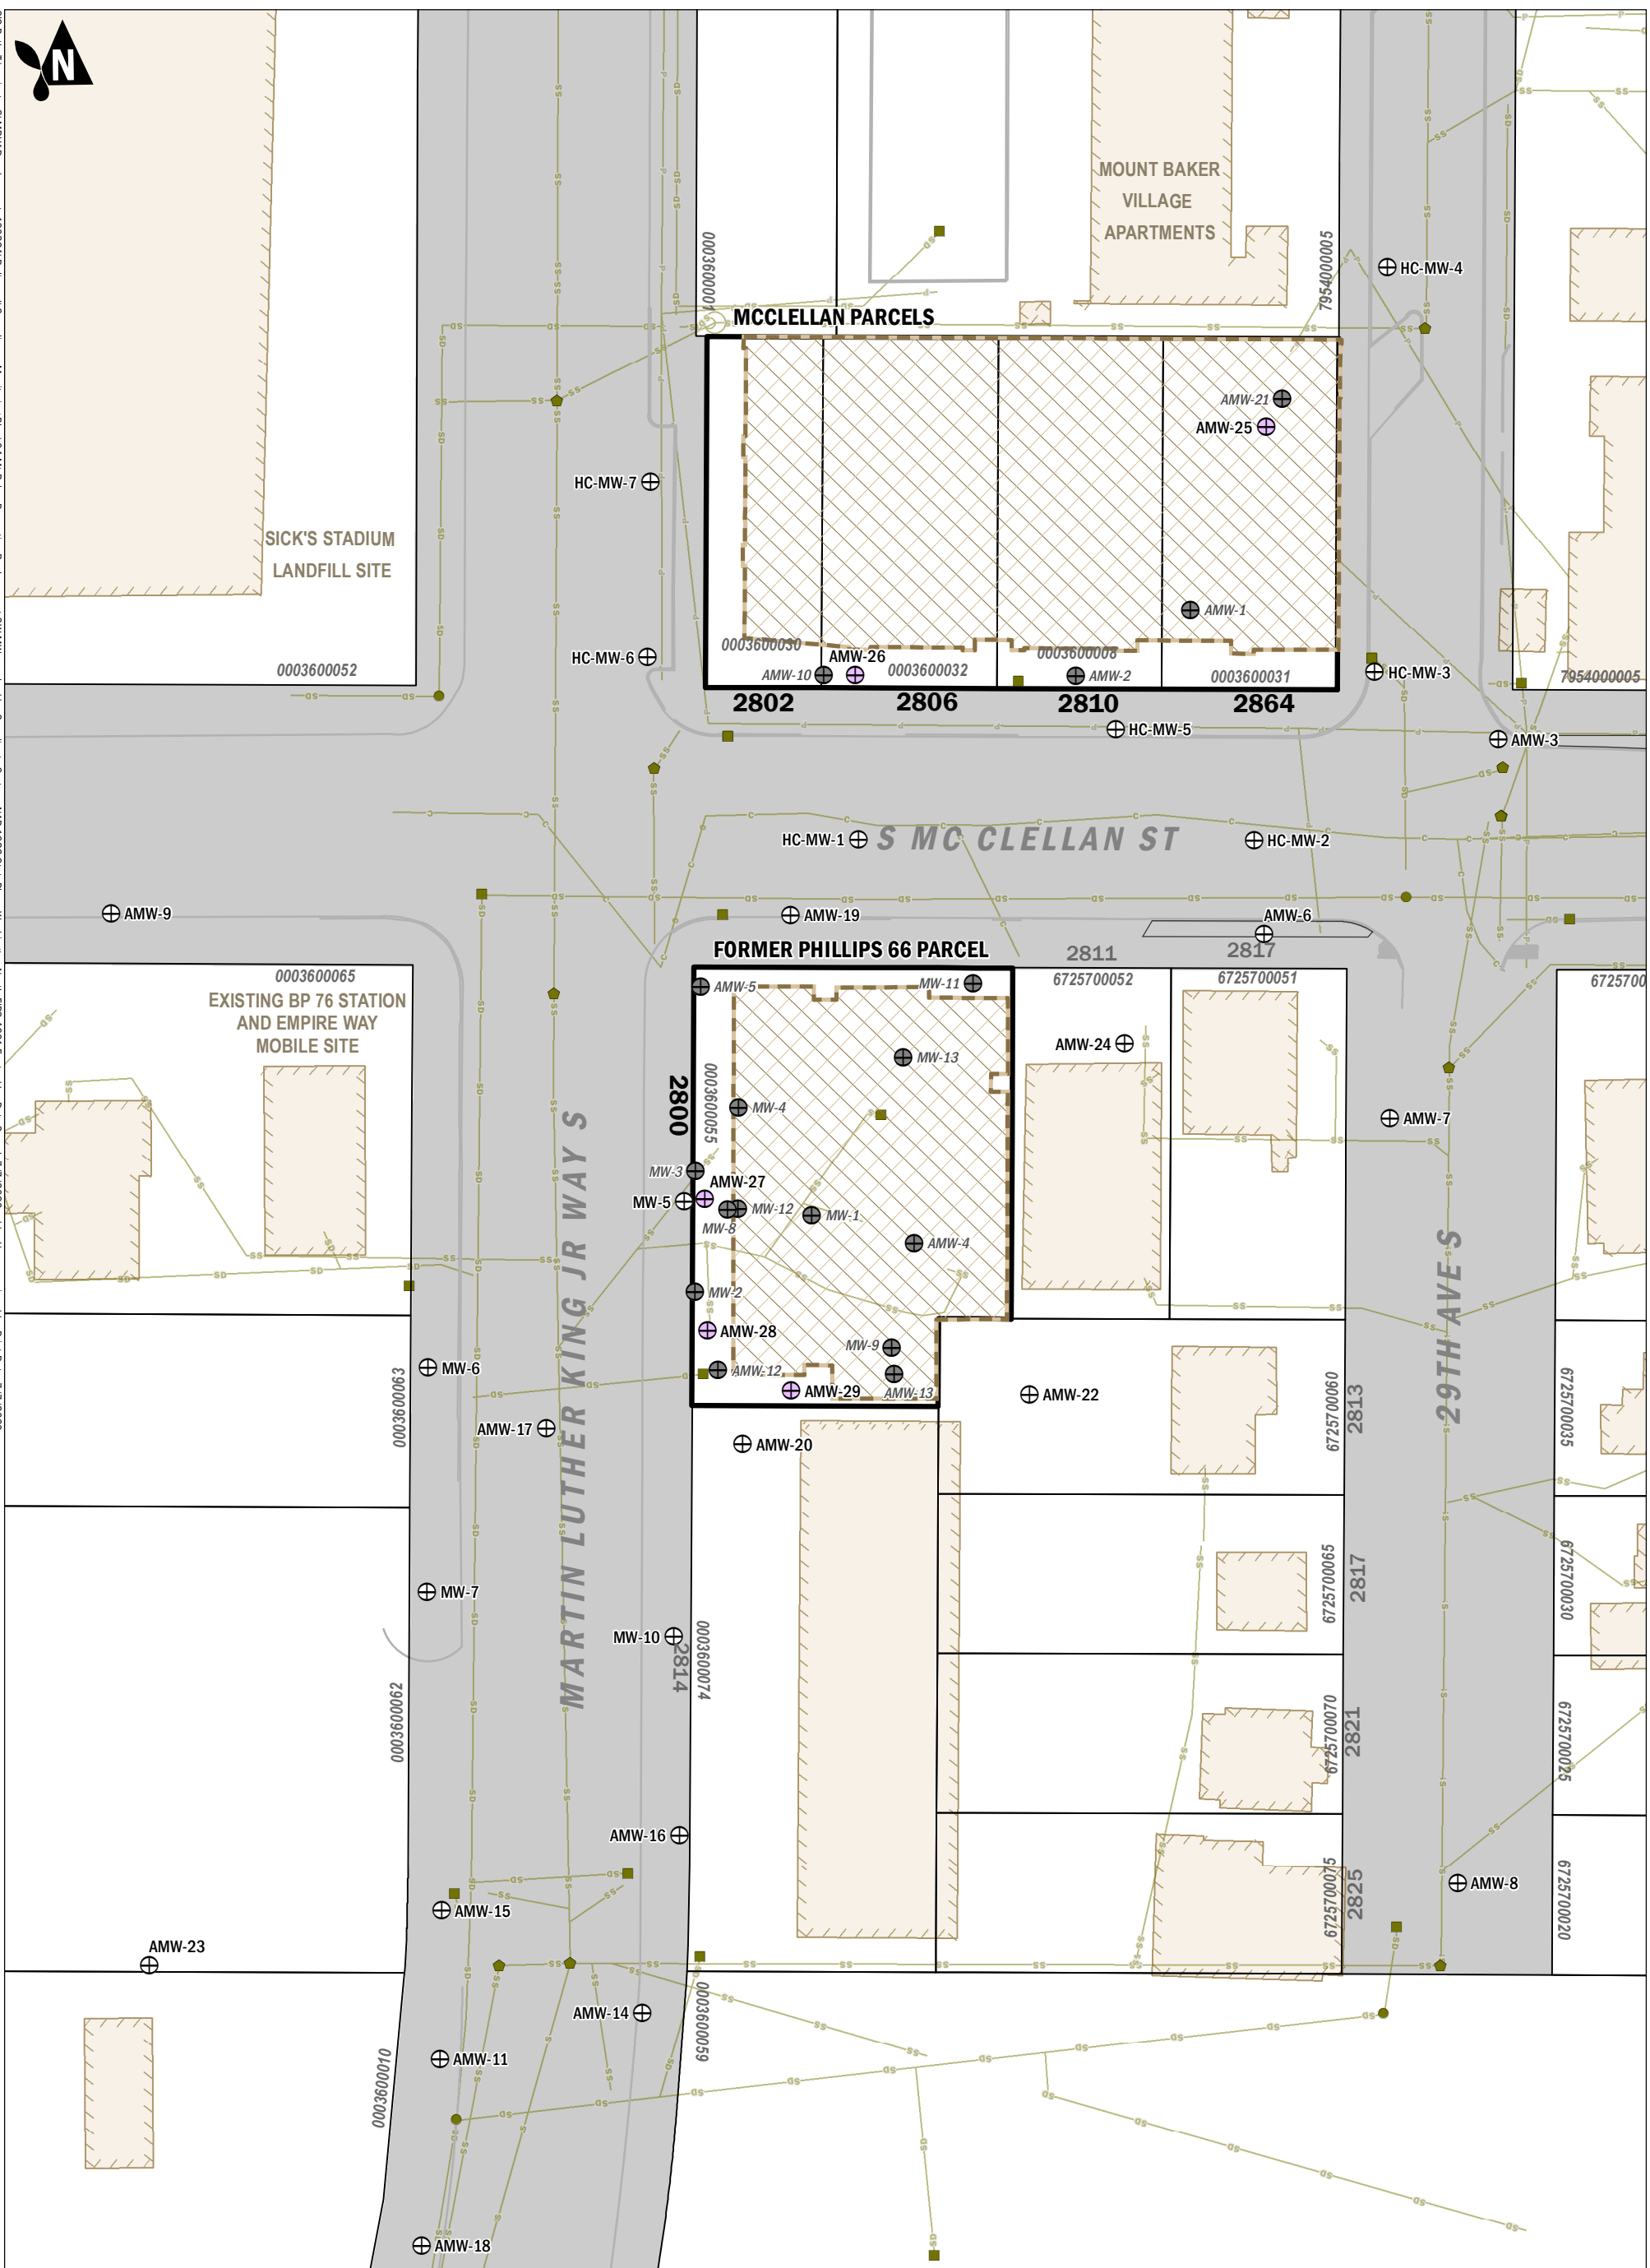 N
MOUNT BAKER
VILLAGE
APARTMENTS
0003600001
7954000005
HC-MW-4
MCCLELLAN PARCELS
AMW-21
AMW-25
HC-MW-7
SICK'S STADIUM
LANDFILL SITE
AMW-1
0003600052
HC-MW-6
0003600030
AMW-26
0003600032
0003600008
0003600031
AMW-10
AMW-2
HC-MW-3
7954000005
2802
2806
2810
2864
HC-MW-5
AMW-3
HC-MW-1
S MC CLELLAN ST
HC-MW-2
AMW-9
AMW-19
AMW-6
FORMER PHILLIPS 66 PARCEL
2811
2817
0003600065
6725700052
6725700051
6725700
EXISTING BP 76 STATION
AND EMPIRE WAY
MOBILE SITE
AMW-5
MW-11
MW-13
AMW-24
2800
0003600055
MW-4
AMW-7
MW-3
AMW-27
MW-5
MW-12
MW-8
MW-1
AMW-4
MARTIN LUTHER KING JR WAY S
29TH AVE S
MW-2
AMW-28
MW-9
MW-6
AMW-12
AMW-29
AMW-13
AMW-22
0003600063
6725700060
2813
6725700035
AMW-17
AMW-20
MW-7
6725700065
2817
6725700030
MW-10
2814
0003600074
0003600062
6725700070
2821
6725700025
AMW-16
6725700075
2825
AMW-8
6725700020
AMW-15
AMW-23
AMW-14
0003600059
AMW-11
0003600010
AMW-18